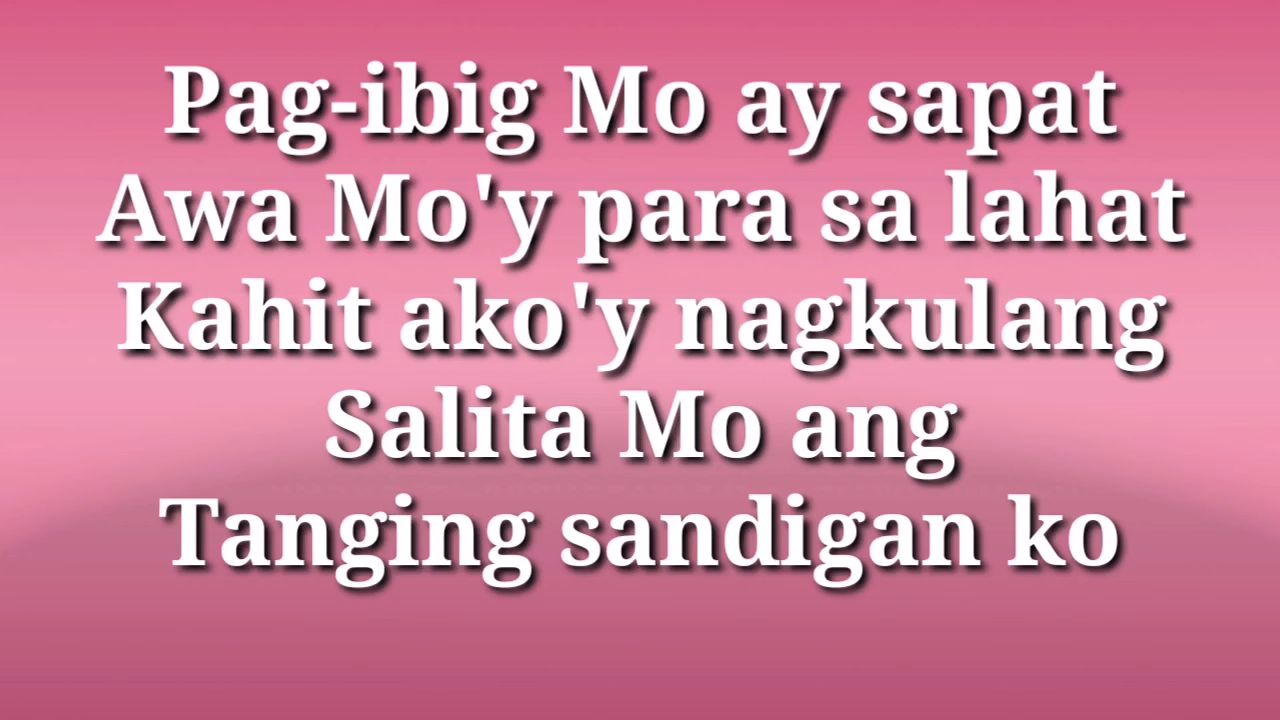 Pag-ibig Mo ay sapat
Awa Mo'y para sa lahat
Kahit ako'y nagkulang
Salita Mo ang
Tanging sandigan ko